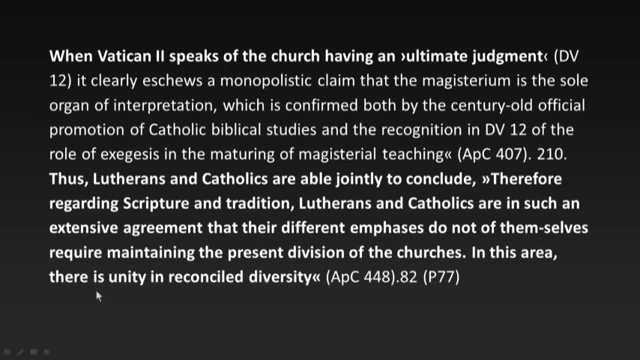 When Vatican II speaks of the church having an ›ultimate judgment‹ (DV
12) it clearly eschews a monopolistic claim that the magisterium is the sole
organ of interpretation, which is confirmed both by the century-old official
promotion of Catholic biblical studies and the recognition in DV 12 of the
role of exegesis in the maturing of magisterial teaching« (ApC 407). 210.
Thus, Lutherans and Catholics are able jointly to conclude, »Therefore
regarding Scripture and tradition, Lutherans and Catholics are in such an
extensive agreement that their different emphases do not of them-selves
require maintaining the present division of the churches. In this area,
there is unity in reconciled diversity« (ApC 448).82 (P77)